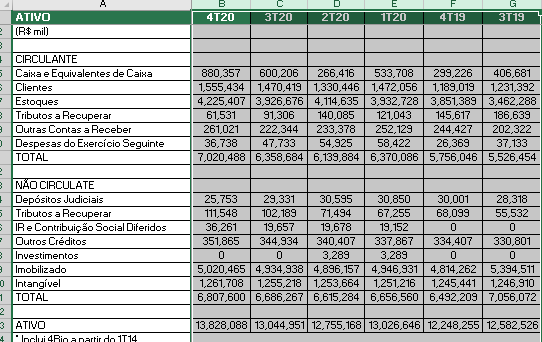 A B C D E F G
ATIVO 4T20 3T20 2T20 1T20 4T19 3T19
(R$ mil)
CIRCULANTE
Caixa e Equivalentes de Caixa 880,357 600,206 266,416 533,708 299,226 406,681
Clientes 1,555,434 1,470,419 1,330,446 1,472,056 1,189,019 1,231,392
Estoques 4,225,407 3,926,676 4,114,635 3,932,728 3,851,389 3,462,288
Tributos a Recuperar 61,531 91,306 140,085 121,043 145,617 186,639
Outras Contas a Receber 261,021 222,344 233,378 252,129 244,427 202,322
Despesas do Exercício Seguinte 36,738 47,733 54,925 58,422 26,369 37,133
TOTAL 7,020,488 6,358,684 6,139,884 6,370,086 5,756,046 5,526,454
NÃO CIRCULATE
Depósitos Judiciais 25,753 29,331 30,595 30,850 30,001 28,318
Tributos a Recuperar 111,548 102,189 71,494 67,255 68,099 55,532
IR e Contribuição Social Diferidos 36,261 19,657 19,678 19,152 0 0
Outros Créditos 351,865 344,934 340,407 337,867 334,407 330,801
Investimentos 0 0 3,289 3,289 0 0
Imobilizado 5,020,465 4,934,938 4,896,157 4,946,931 4,814,262 5,394,511
Intangível 1,261,708 1,255,218 1,253,664 1,251,216 1,245,441 1,246,910
TOTAL 6,807,600 6,686,267 6,615,284 6,656,560 6,492,209 7,056,072
ATIVO 13,828,088 13,044,951 12,755,168 13,026,646 12,248,255 12,582,526
* Inclui 4Bio a partir do 1T14